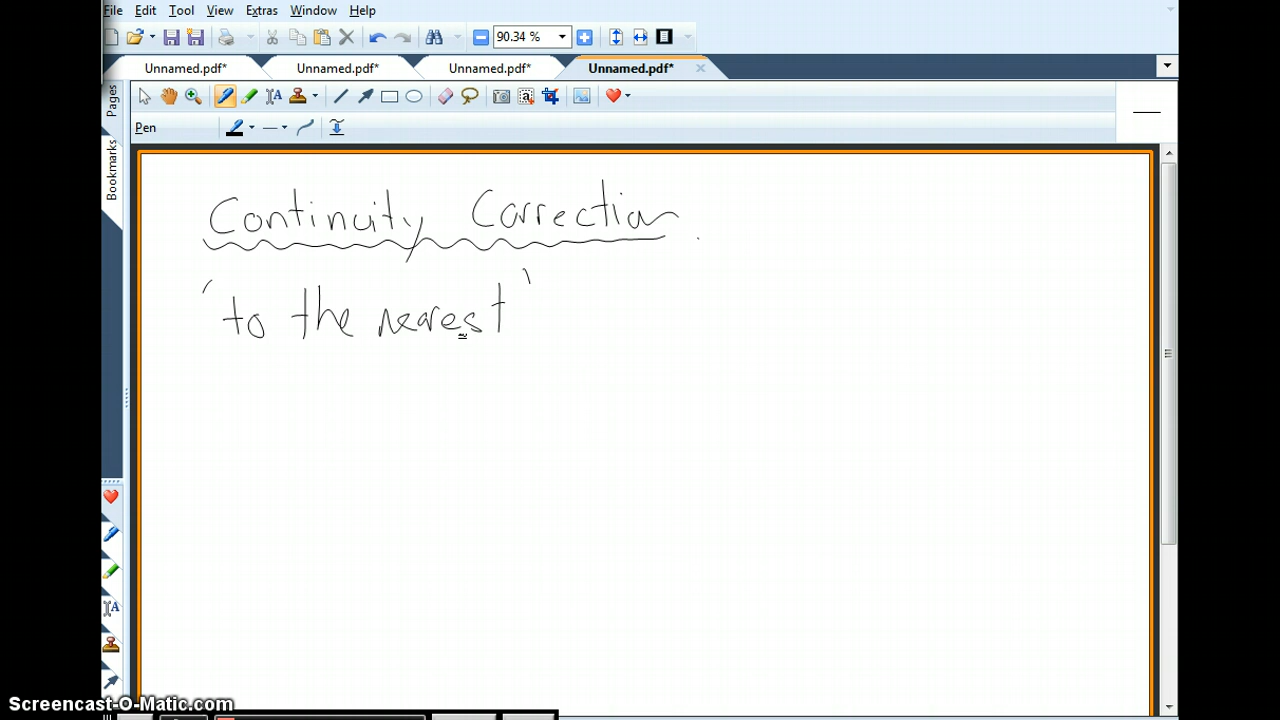 File Edit Tool View Extras Window Help
90.34 %
Unnamed.pdf* Unnamed.pdf* Unnamed.pdf* Unnamed.pdf*
Pen
Pages
Bookmarks
Continuity Correction
'to the nearest'
Screencast-O-Matic.com